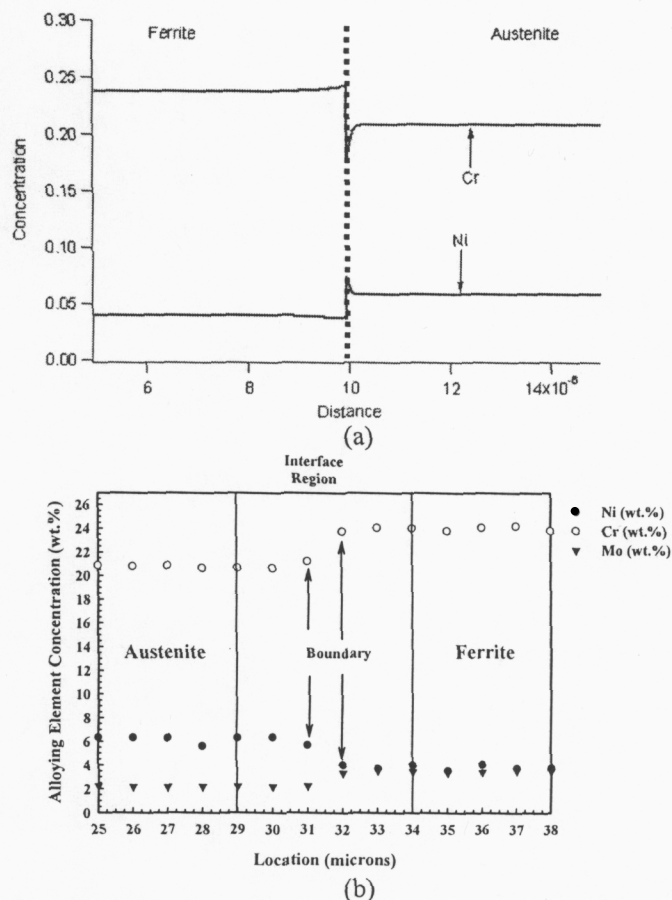 Ferrite
Austenite
0.30
0.25
0.20
0.15
0.10
0.05
0.00
Concentration
Cr
Ni
6
8
10
12
14x10⁻⁶
Distance
(a)
Interface
Region
26
24
22
20
18
16
14
12
10
8
6
4
2
0
Alloying Element Concentration (wt.%)
Austenite
Boundary
Ferrite
Ni (wt.%)
Cr (wt.%)
Mo (wt.%)
25 26 27 28 29 30 31 32 33 34 35 36 37 38
Location (microns)
(b)